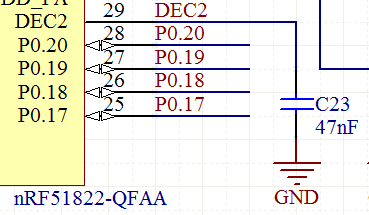 DD_PA
DEC2 29 DEC2
P0.20 28 P0.20
P0.19 27 P0.19
P0.18 26 P0.18
P0.17 25 P0.17
C23
47nF
GND
nRF51822-QFAA